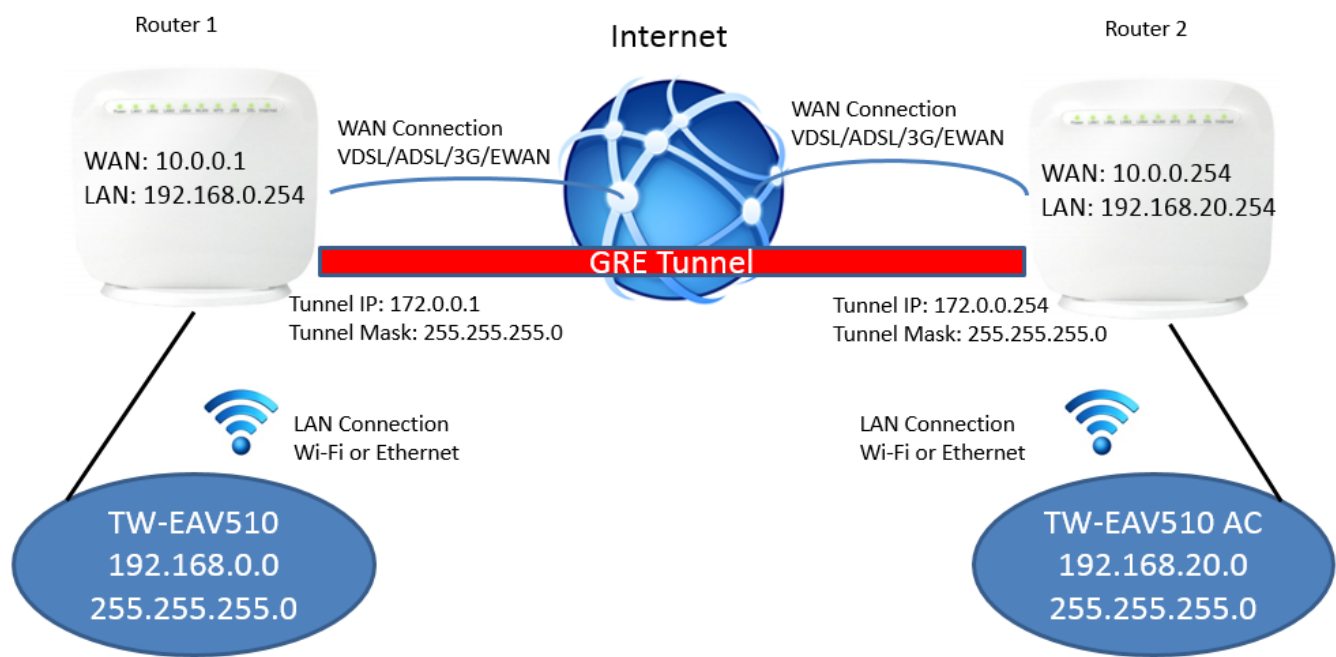 Router 1
Internet
Router 2
WAN Connection
VDSL/ADSL/3G/EWAN
WAN Connection
VDSL/ADSL/3G/EWAN
WAN: 10.0.0.1
LAN: 192.168.0.254
WAN: 10.0.0.254
LAN: 192.168.20.254
GRE Tunnel
Tunnel IP: 172.0.0.1
Tunnel Mask: 255.255.255.0
Tunnel IP: 172.0.0.254
Tunnel Mask: 255.255.255.0
LAN Connection
Wi-Fi or Ethernet
LAN Connection
Wi-Fi or Ethernet
TW-EAV510
192.168.0.0
255.255.255.0
TW-EAV510 AC
192.168.20.0
255.255.255.0